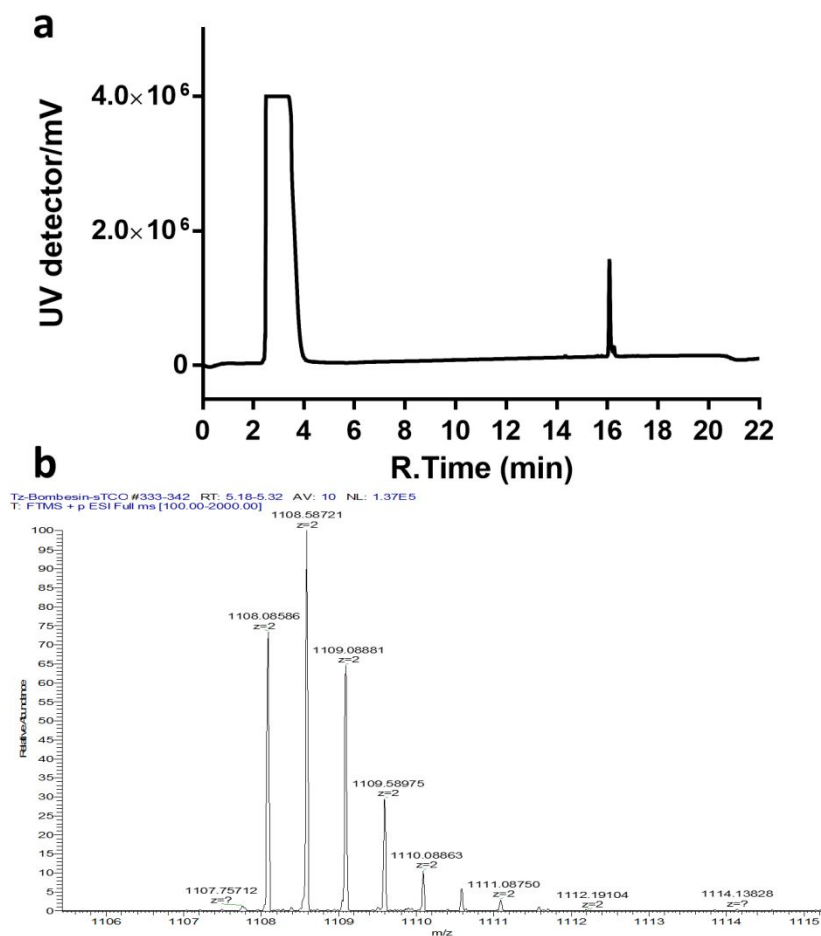 a
4.0×10⁶
2.0×10⁶
0
UV detector/mV
0 2 4 6 8 10 12 14 16 18 20 22
R.Time (min)
b
Tz-Bombesin-sTCO #333-342 RT: 5.18-5.32 AV: 10 NL: 1.37E5
T: FTMS + p ESI Full ms [100.00-2000.00]
1108.58721
z=2
1108.08586
z=2
1109.08881
z=2
1109.58975
z=2
1110.08863
z=2
1107.75712
z=?
1111.08750
z=2
1112.19104
z=2
1114.13828
z=?
100
95
90
85
80
75
70
65
60
55
50
45
40
35
30
25
20
15
10
5
0
Relative Abundance
1106 1107 1108 1109 1110 1111 1112 1113 1114 1115
m/z